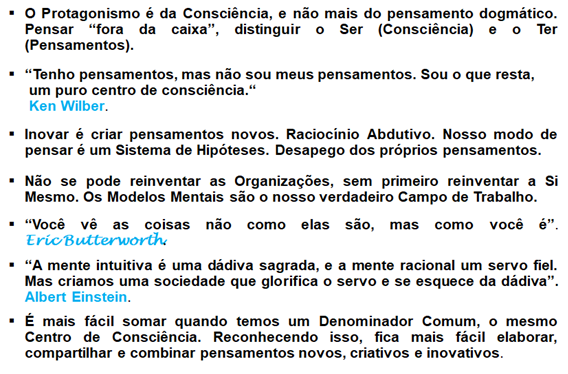 ▪ O Protagonismo é da Consciência, e não mais do pensamento dogmático.
Pensar “fora da caixa”, distinguir o Ser (Consciência) e o Ter
(Pensamentos).
▪ “Tenho pensamentos, mas não sou meus pensamentos. Sou o que resta,
um puro centro de consciência.“
Ken Wilber.
▪ Inovar é criar pensamentos novos. Raciocínio Abdutivo. Nosso modo de
pensar é um Sistema de Hipóteses. Desapego dos próprios pensamentos.
▪ Não se pode reinventar as Organizações, sem primeiro reinventar a Si
Mesmo. Os Modelos Mentais são o nosso verdadeiro Campo de Trabalho.
▪ “Você vê as coisas não como elas são, mas como você é”.
Eric Butterworth.
▪ “A mente intuitiva é uma dádiva sagrada, e a mente racional um servo fiel.
Mas criamos uma sociedade que glorifica o servo e se esquece da dádiva”.
Albert Einstein.
▪ É mais fácil somar quando temos um Denominador Comum, o mesmo
Centro de Consciência. Reconhecendo isso, fica mais fácil elaborar,
compartilhar e combinar pensamentos novos, criativos e inovativos.